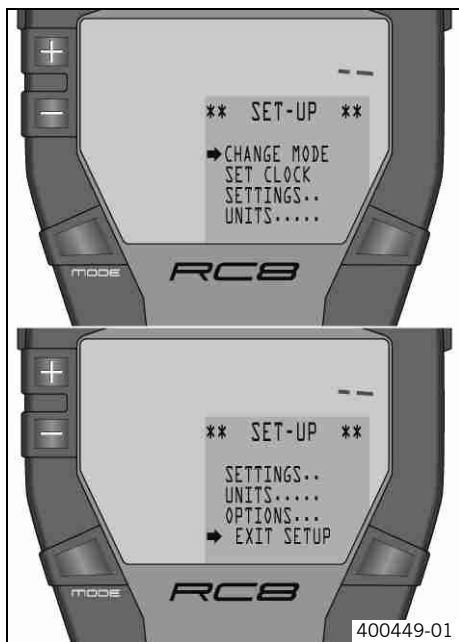 +
--
** SET-UP **
➡CHANGE MODE
SET CLOCK
SETTINGS..
UNITS.....
-
MODE
RC8
+
--
** SET-UP **
SETTINGS..
UNITS.....
OPTIONS...
➡ EXIT SETUP
-
MODE
RC8
400449-01